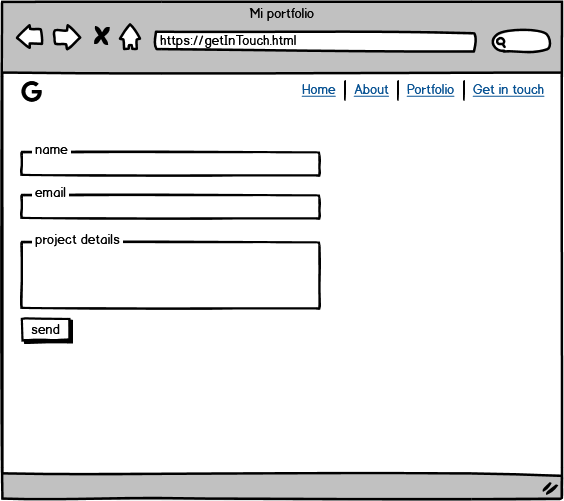 Mi portfolio
https://getInTouch.html
G
Home | About | Portfolio | Get in touch
name
email
project details
send